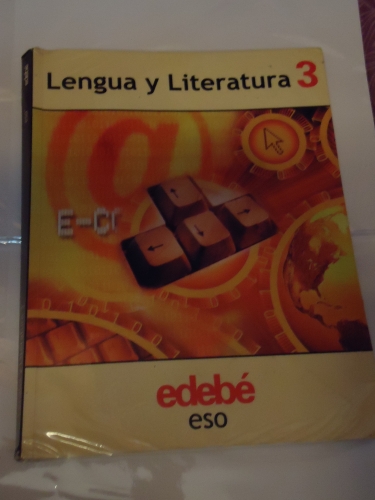 Lengua y Literatura 3
@
E-Cr
edebé
eso